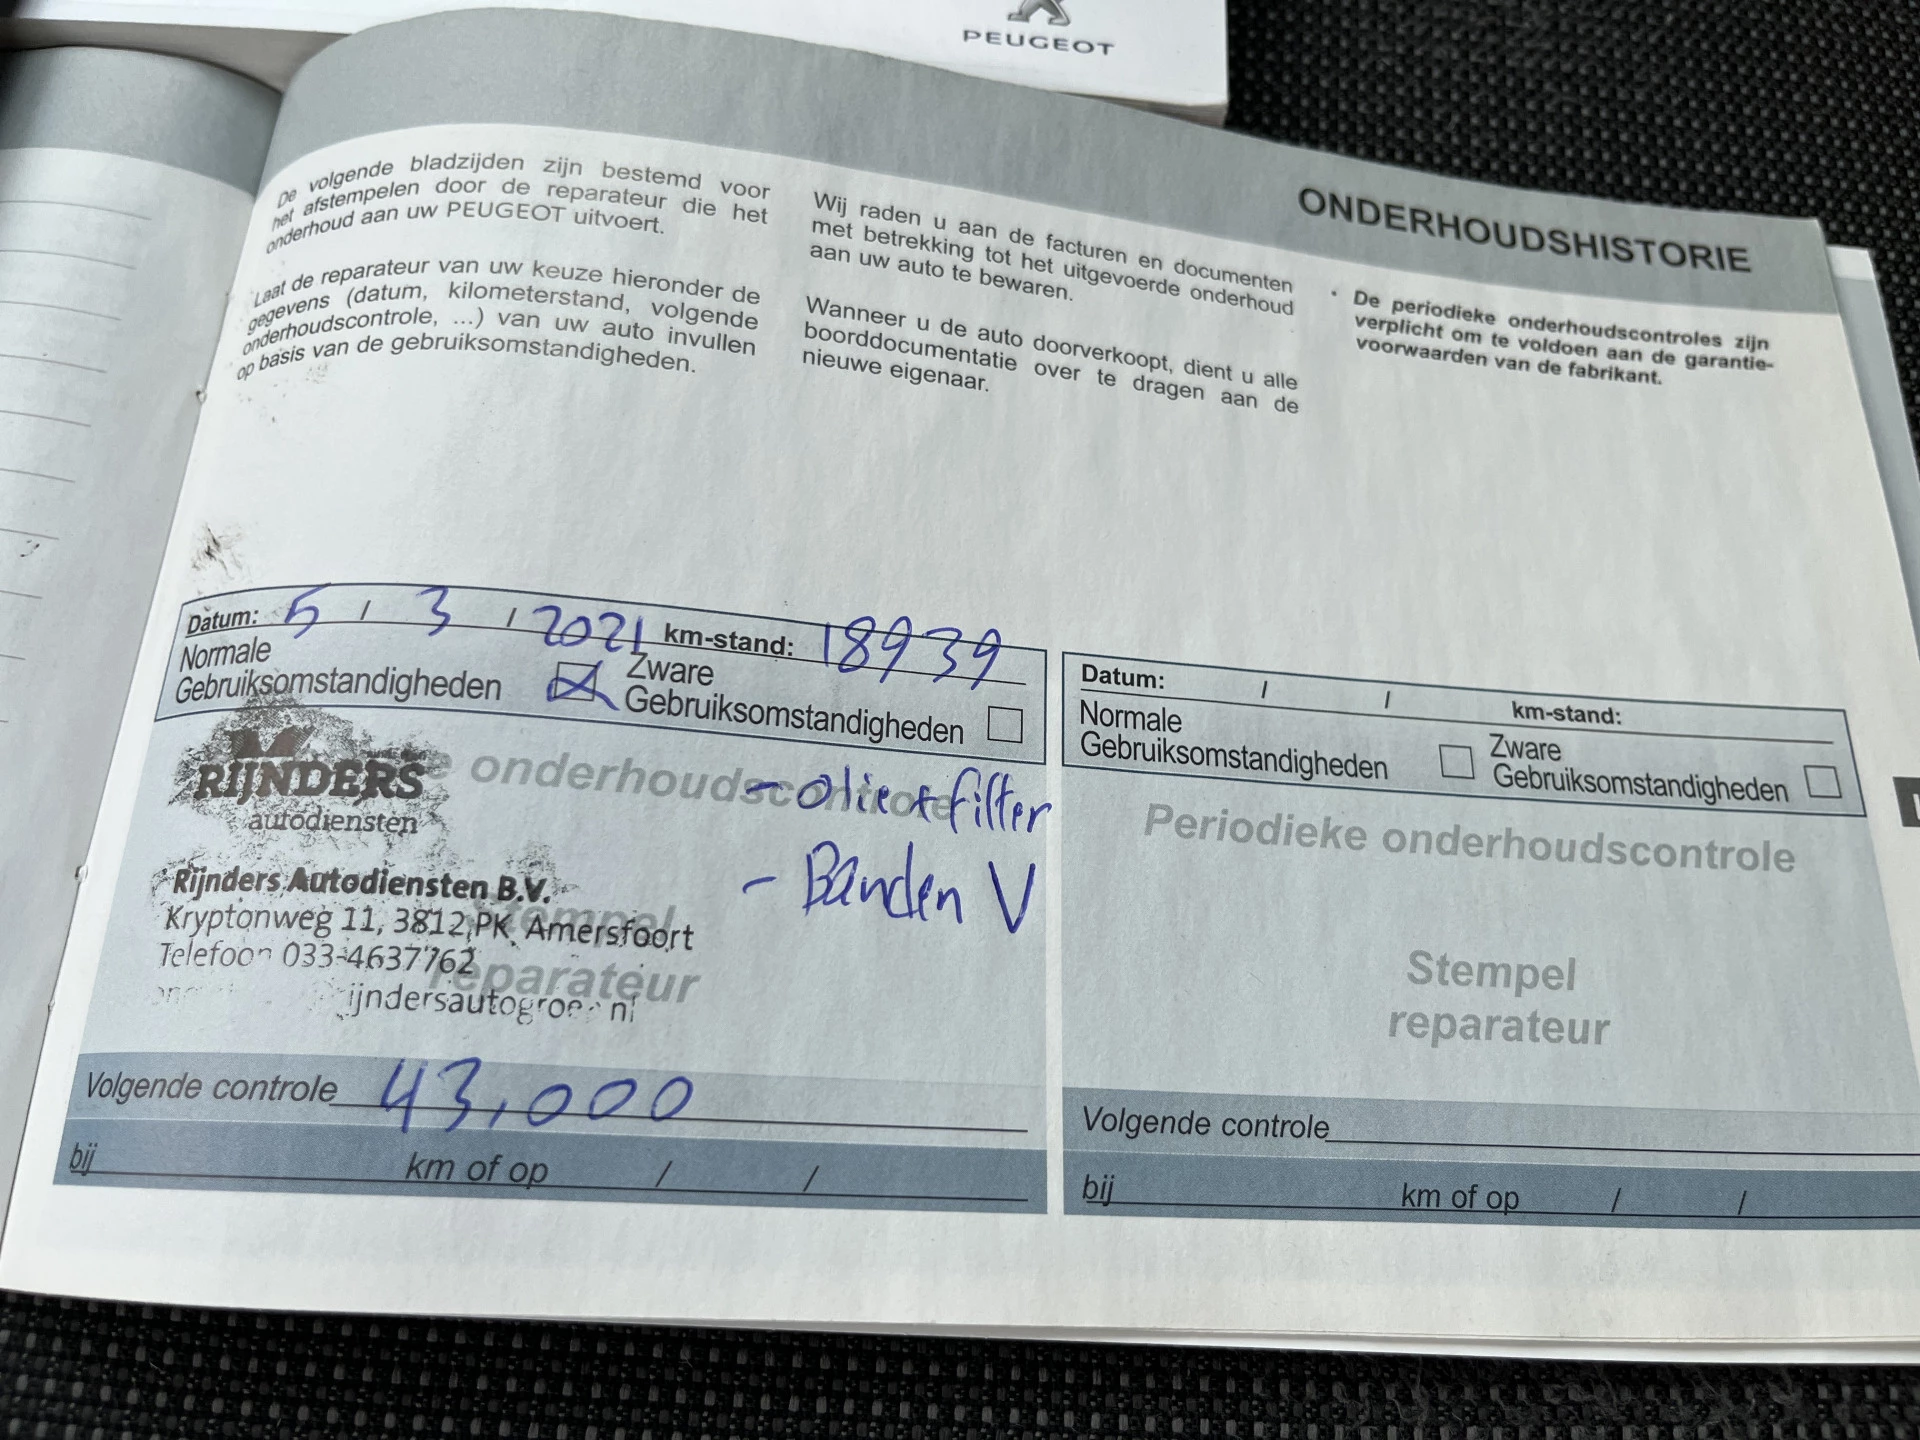 PEUGEOT
ONDERHOUDSHISTORIE
De volgende bladzijden zijn bestemd voor
het afstempelen door de reparateur die het
onderhoud aan uw PEUGEOT uitvoert.
Laat de reparateur van uw keuze hieronder de
gegevens (datum, kilometerstand, volgende
onderhoudscontrole, ...) van uw auto invullen
op basis van de gebruiksomstandigheden.
Wij raden u aan de facturen en documenten
met betrekking tot het uitgevoerde onderhoud
aan uw auto te bewaren.
Wanneer u de auto doorverkoopt, dient u alle
boorddocumentatie over te dragen aan de
nieuwe eigenaar.
• De periodieke onderhoudscontroles zijn
verplicht om te voldoen aan de garantie-
voorwaarden van de fabrikant.
Datum: 5 / 3 / 2021 km-stand: 18939
Normale
Gebruiksomstandigheden
Zware
Gebruiksomstandigheden
onderhoudscontrole
- olie + filter
- Banden V
RIJNDERS
autodiensten
Rijnders Autodiensten B.V.
Kryptonweg 11, 3812 PK Amersfoort
Telefoon 033-4637762
Stempel
reparateur
Volgende controle 43,000
bij km of op / /
Datum: / / km-stand:
Normale
Gebruiksomstandigheden
Zware
Gebruiksomstandigheden
Periodieke onderhoudscontrole
Stempel
reparateur
Volgende controle
bij km of op / /